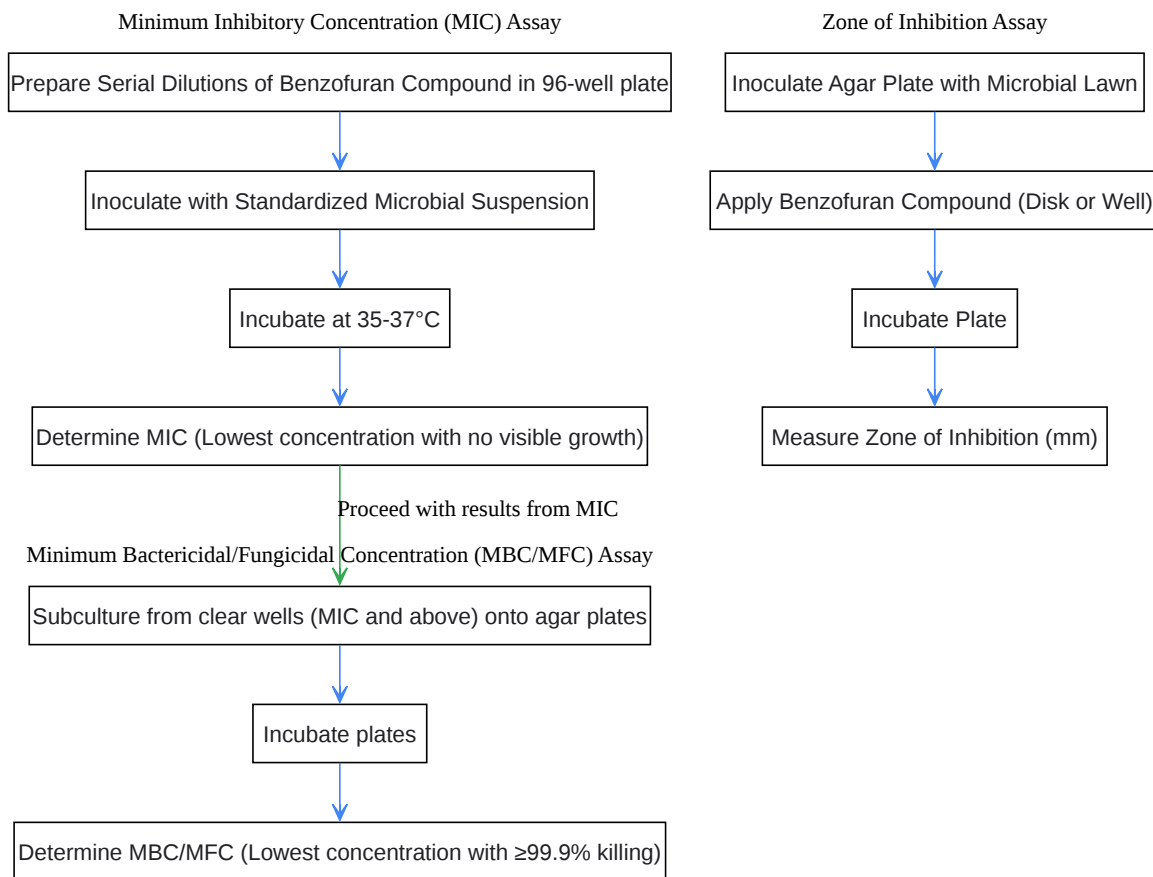 Minimum Inhibitory Concentration (MIC) Assay
Prepare Serial Dilutions of Benzofuran Compound in 96-well plate
Inoculate with Standardized Microbial Suspension
Incubate at 35-37°C
Determine MIC (Lowest concentration with no visible growth)
Proceed with results from MIC
Minimum Bactericidal/Fungicidal Concentration (MBC/MFC) Assay
Subculture from clear wells (MIC and above) onto agar plates
Incubate plates
Determine MBC/MFC (Lowest concentration with ≥99.9% killing)
Zone of Inhibition Assay
Inoculate Agar Plate with Microbial Lawn
Apply Benzofuran Compound (Disk or Well)
Incubate Plate
Measure Zone of Inhibition (mm)